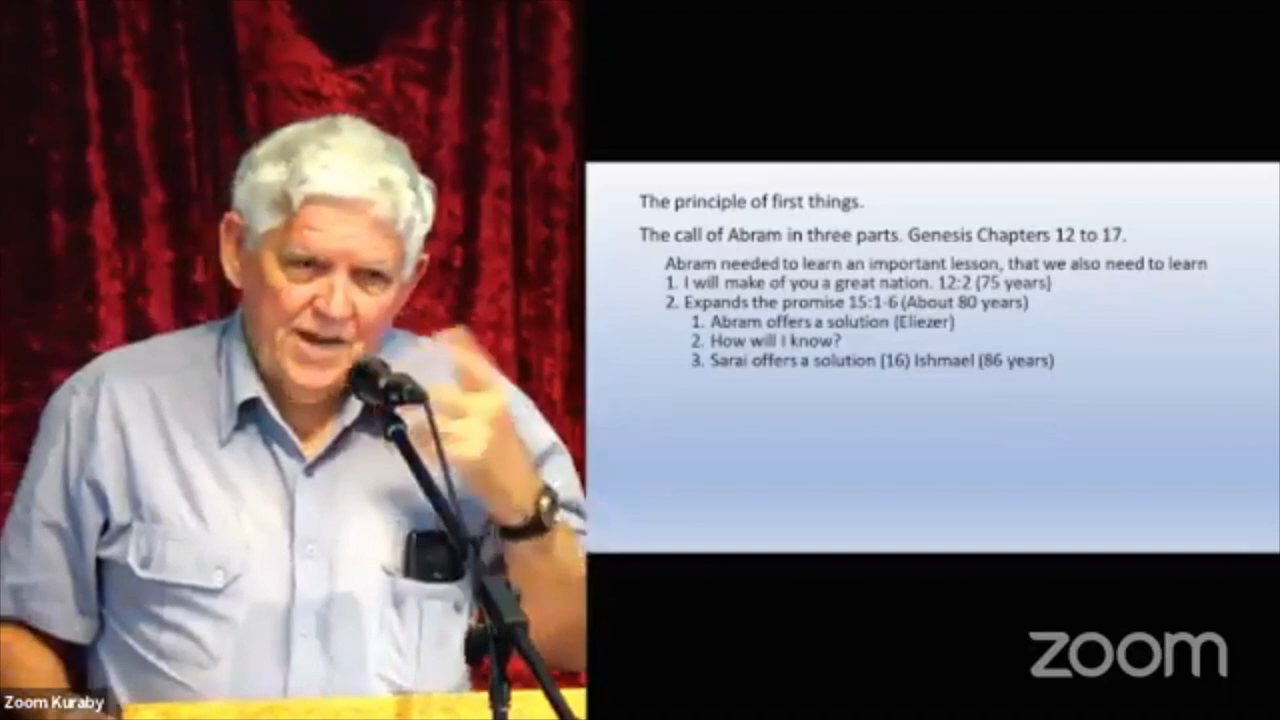 The principle of first things.
The call of Abram in three parts. Genesis Chapters 12 to 17.
Abram needed to learn an important lesson, that we also need to learn
1. I will make of you a great nation. 12:2 (75 years)
2. Expands the promise 15:1-6 (About 80 years)
1. Abram offers a solution (Eliezer)
2. How will I know?
3. Sarai offers a solution (16) Ishmael (86 years)
zoom
Zoom Kuraby